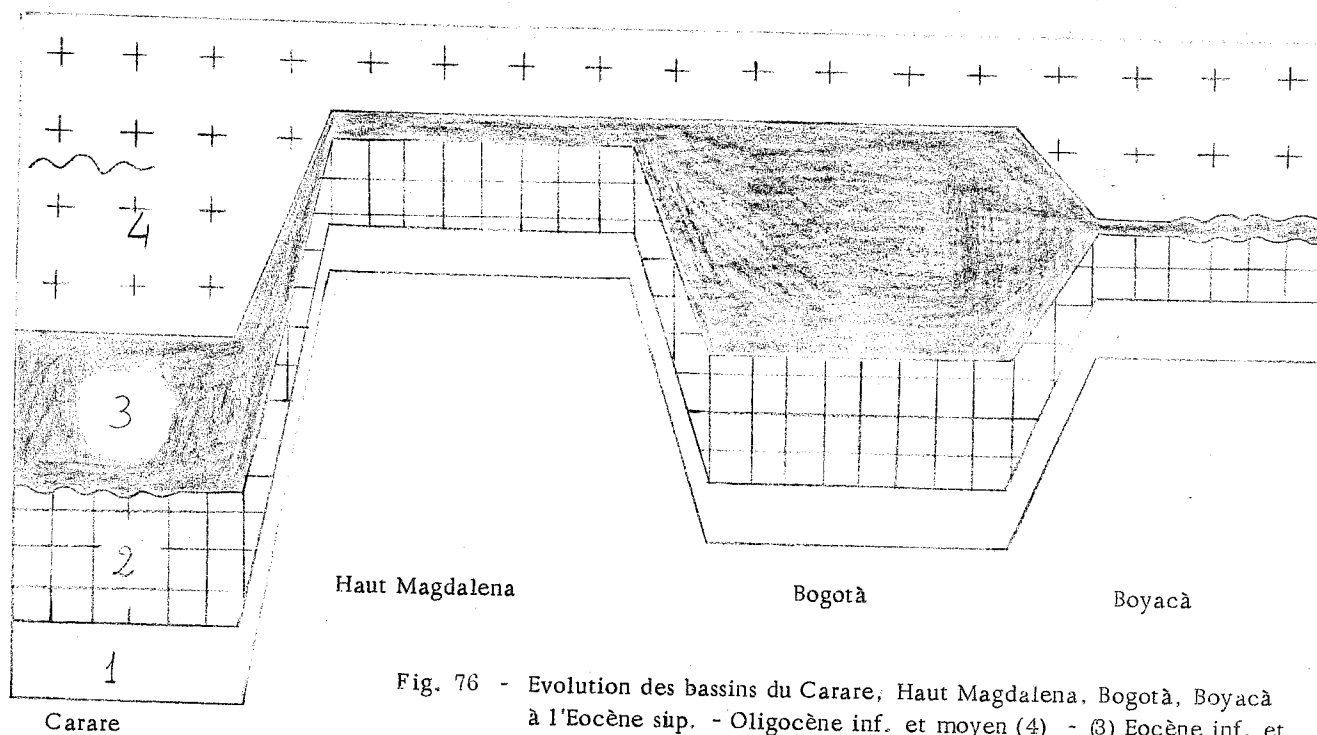 4
3
2
Haut Magdalena
Bogotà
Boyacà
1
Carare
Fig. 76 - Evolution des bassins du Carare, Haut Magdalena, Bogotà, Boyacà
à l'Eocène sup. - Oligocène inf. et moyen (4) - (3) Eocène inf. et